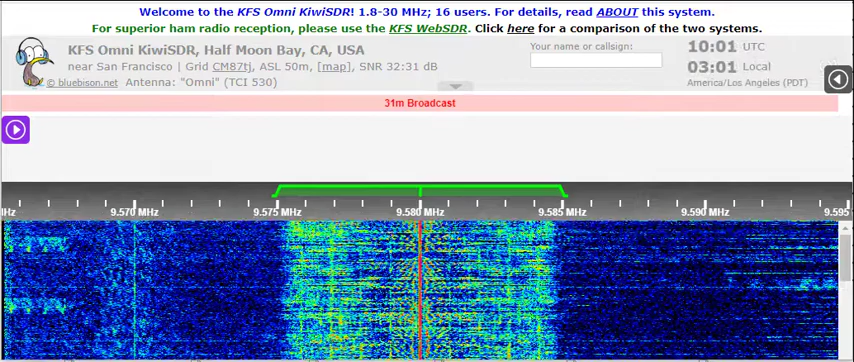 Welcome to the KFS Omni KiwiSDR! 1.8-30 MHz; 16 users. For details, read ABOUT this system.
For superior ham radio reception, please use the KFS WebSDR. Click here for a comparison of the two systems.
KFS Omni KiwiSDR, Half Moon Bay, CA, USA
near San Francisco | Grid CM87tj, ASL 50m, [map], SNR 32:31 dB
© bluebison.net Antenna: "Omni" (TCI 530)
Your name or callsign:
10:01 UTC
03:01 Local
America/Los Angeles (PDT)
31m Broadcast
Hz 9.570 MHz 9.575 MHz 9.580 MHz 9.585 MHz 9.590 MHz 9.595